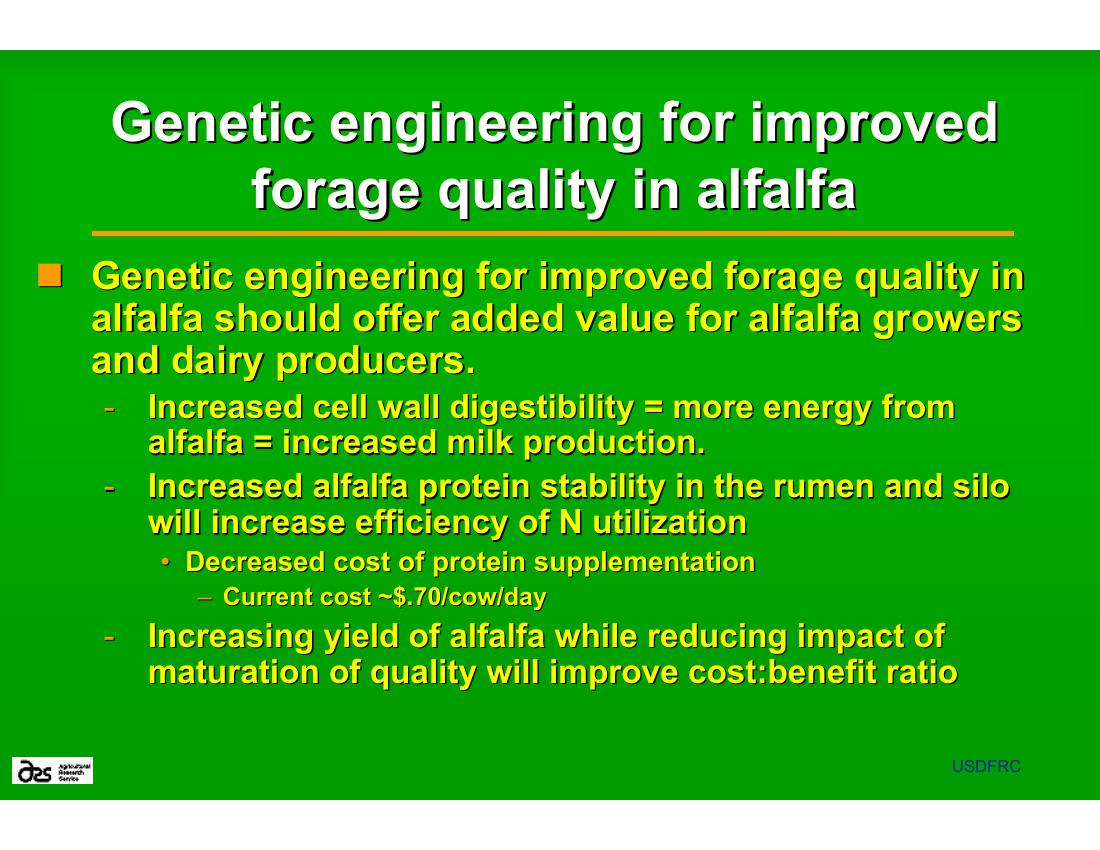 Genetic engineering for improved
forage quality in alfalfa
Genetic engineering for improved forage quality in
alfalfa should offer added value for alfalfa growers
and dairy producers.
- Increased cell wall digestibility = more energy from
alfalfa = increased milk production.
- Increased alfalfa protein stability in the rumen and silo
will increase efficiency of N utilization
• Decreased cost of protein supplementation
– Current cost ~$.70/cow/day
- Increasing yield of alfalfa while reducing impact of
maturation of quality will improve cost:benefit ratio
ars
Agricultural
Research
Service
USDFRC